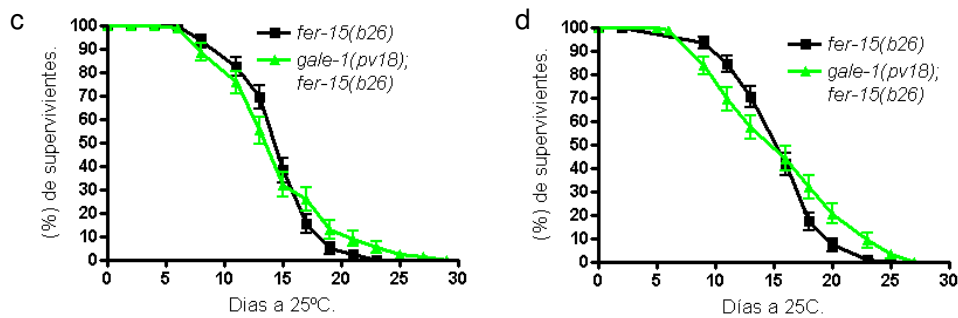 c
(%) de supervivientes.
100
90
80
70
60
50
40
30
20
10
0
fer-15(b26)
gale-1(pv18);
fer-15(b26)
0 5 10 15 20 25 30
Dias a 25ºC.
d
(%) de supervivientes.
100
90
80
70
60
50
40
30
20
10
0
fer-15(b26)
gale-1(pv18);
fer-15(b26)
0 5 10 15 20 25 30
Días a 25C.